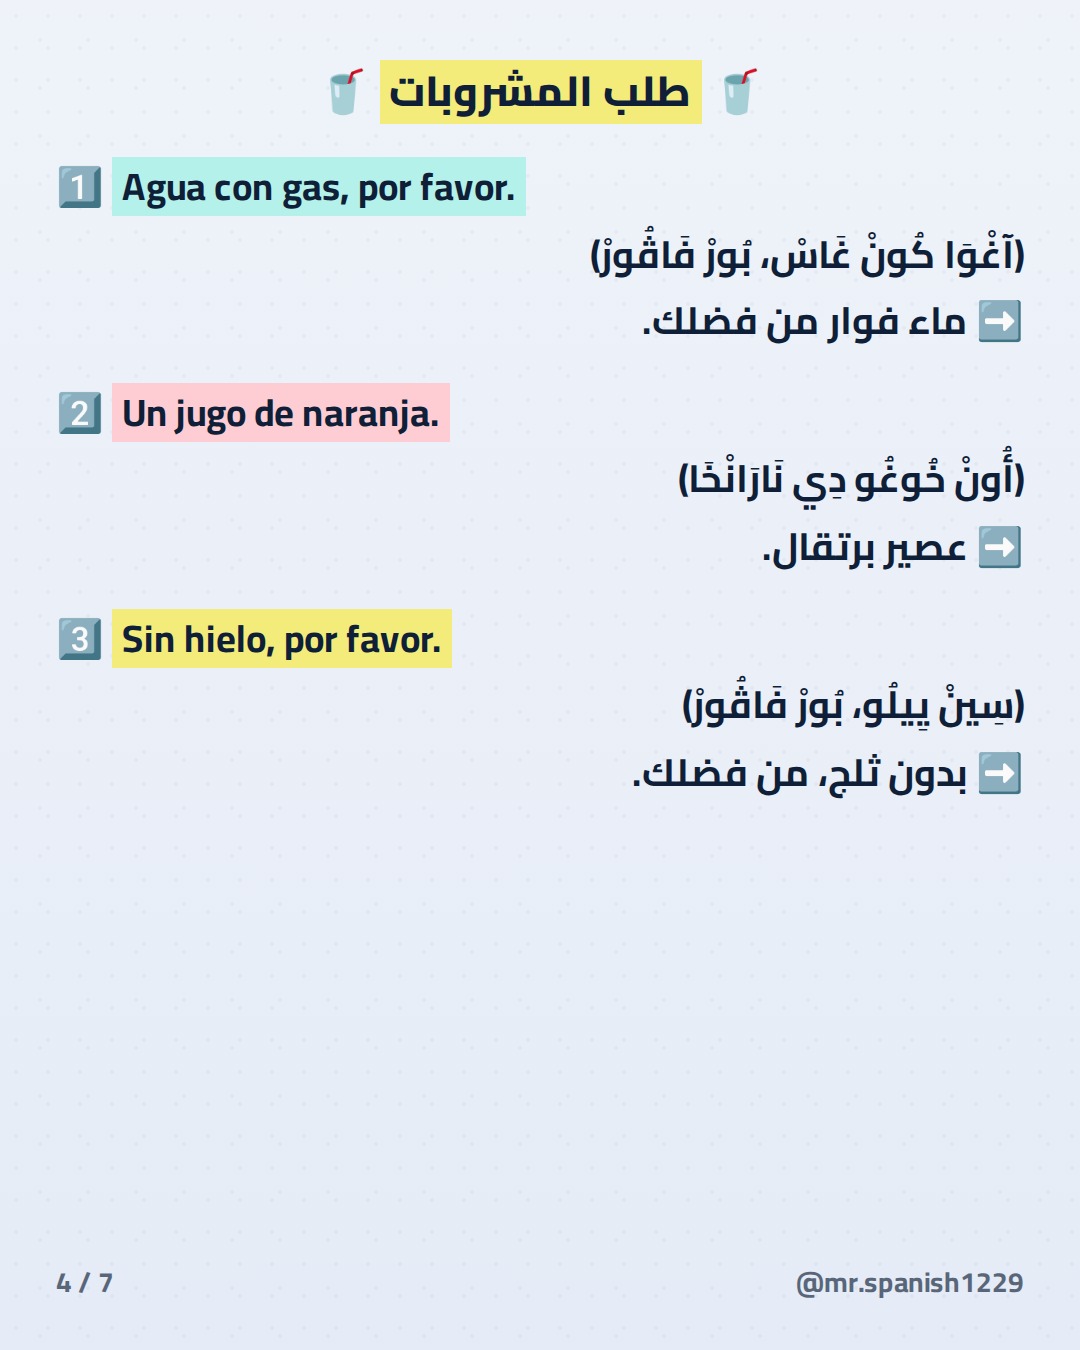 🥤 طلب المشروبات 🥤
1️⃣ Agua con gas, por favor.
(آغْوَا كُونْ غَاسْ، بُورْ فَاڤُورْ)
➡️ ماء فوار من فضلك.
2️⃣ Un jugo de naranja.
(أُونْ خُوغُو دِي نَارَانْخَا)
➡️ عصير برتقال.
3️⃣ Sin hielo, por favor.
(سِينْ يِيلُو، بُورْ فَاڤُورْ)
➡️ بدون ثلج، من فضلك.
4 / 7
@mr.spanish1229